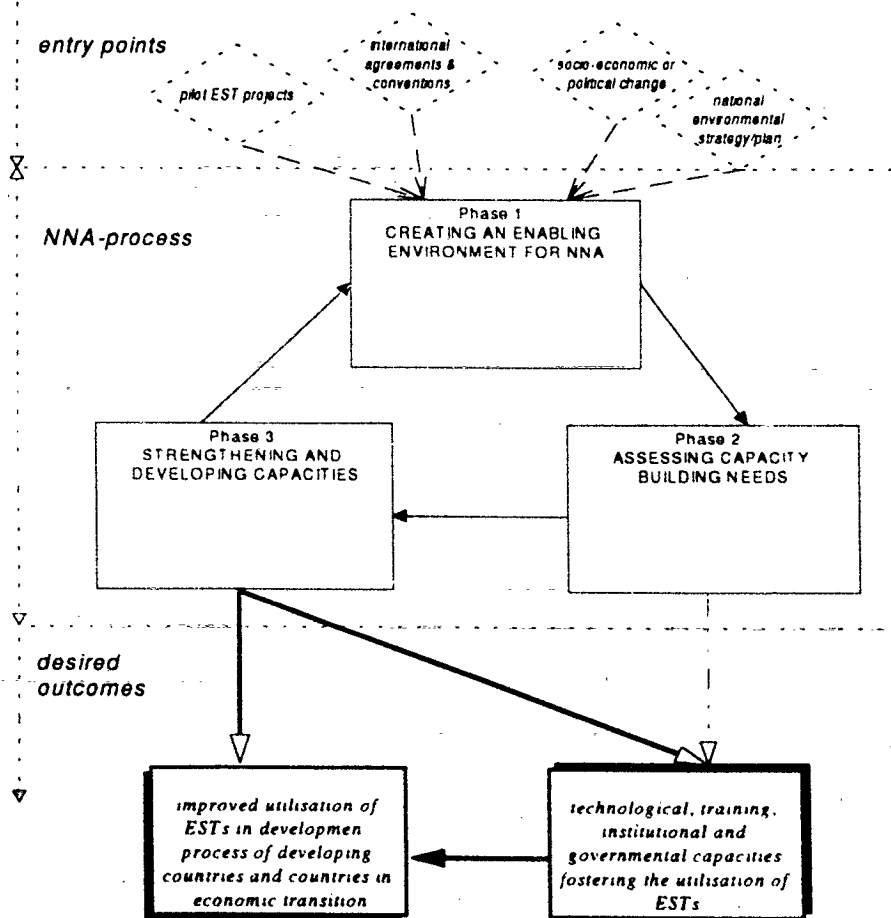 entry points
pilot EST projects
international
agreements &
conventions
socio-economic or
political change
national
environmental
strategy/plan
NNA-process
Phase 1
CREATING AN ENABLING
ENVIRONMENT FOR NNA
Phase 3
STRENGTHENING AND
DEVELOPING CAPACITIES
Phase 2
ASSESSING CAPACITY
BUILDING NEEDS
desired
outcomes
improved utilisation of
ESTs in developmen
process of developing
countries and countries in
economic transition
technological, training,
institutional and
governmental capacities
fostering the utilisation of
ESTs